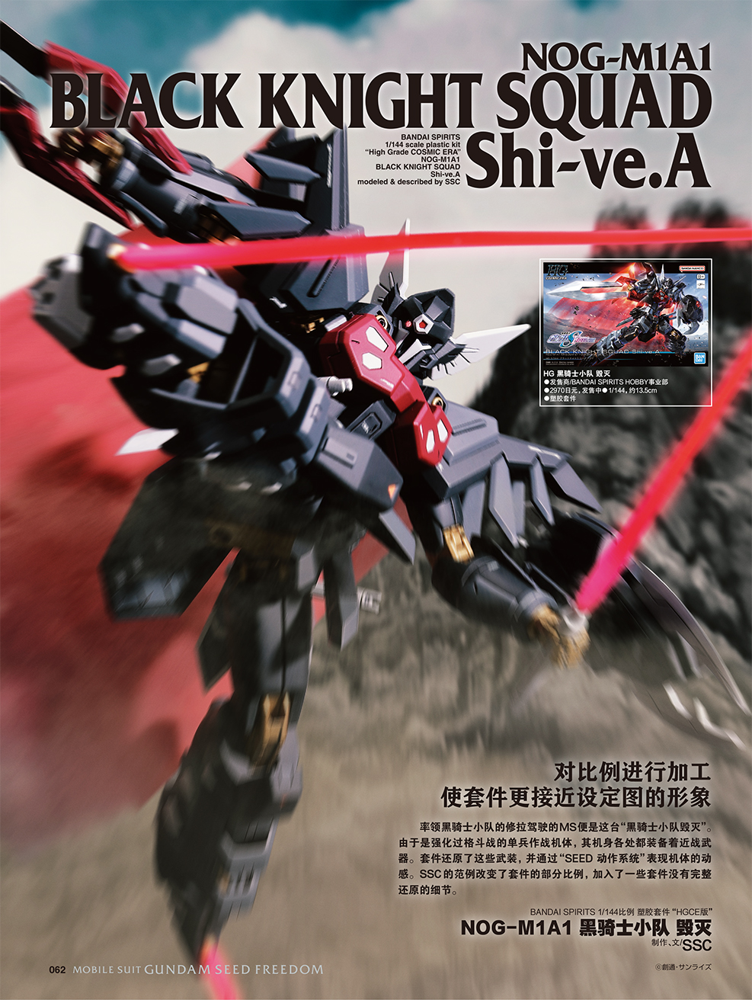 NOG-M1A1
BLACK KNIGHT SQUAD
Shi-ve.A
BANDAI SPIRITS
1/144 scale plastic kit
“High Grade COSMIC ERA”
NOG-M1A1
BLACK KNIGHT SQUAD
Shi-ve.A
modeled & described by SSC
HG
COSMIC ERA
BANDAI NAMCO
BLACK KNIGHT SQUAD Shi-ve.A
BANDAI
HG 黑骑士小队 毁灭
●发售商/BANDAI SPIRITS HOBBY事业部
●2970日元，发售中●1/144，约13.5cm
●塑胶套件
对比例进行加工
使套件更接近设定图的形象
率领黑骑士小队的修拉驾驶的MS便是这台“黑骑士小队毁灭”。
由于是强化过格斗战的单兵作战机体，其机身各处都装备着近战武
器。套件还原了这些武装，并通过“SEED 动作系统”表现机体的动
感。SSC的范例改变了套件的部分比例，加入了一些套件没有完整
还原的细节。
BANDAI SPIRITS 1/144比例 塑胶套件 “HGCE版”
NOG-M1A1 黑骑士小队 毁灭
制作、文/SSC
062 MOBILE SUIT GUNDAM SEED FREEDOM
©創通・サンライズ